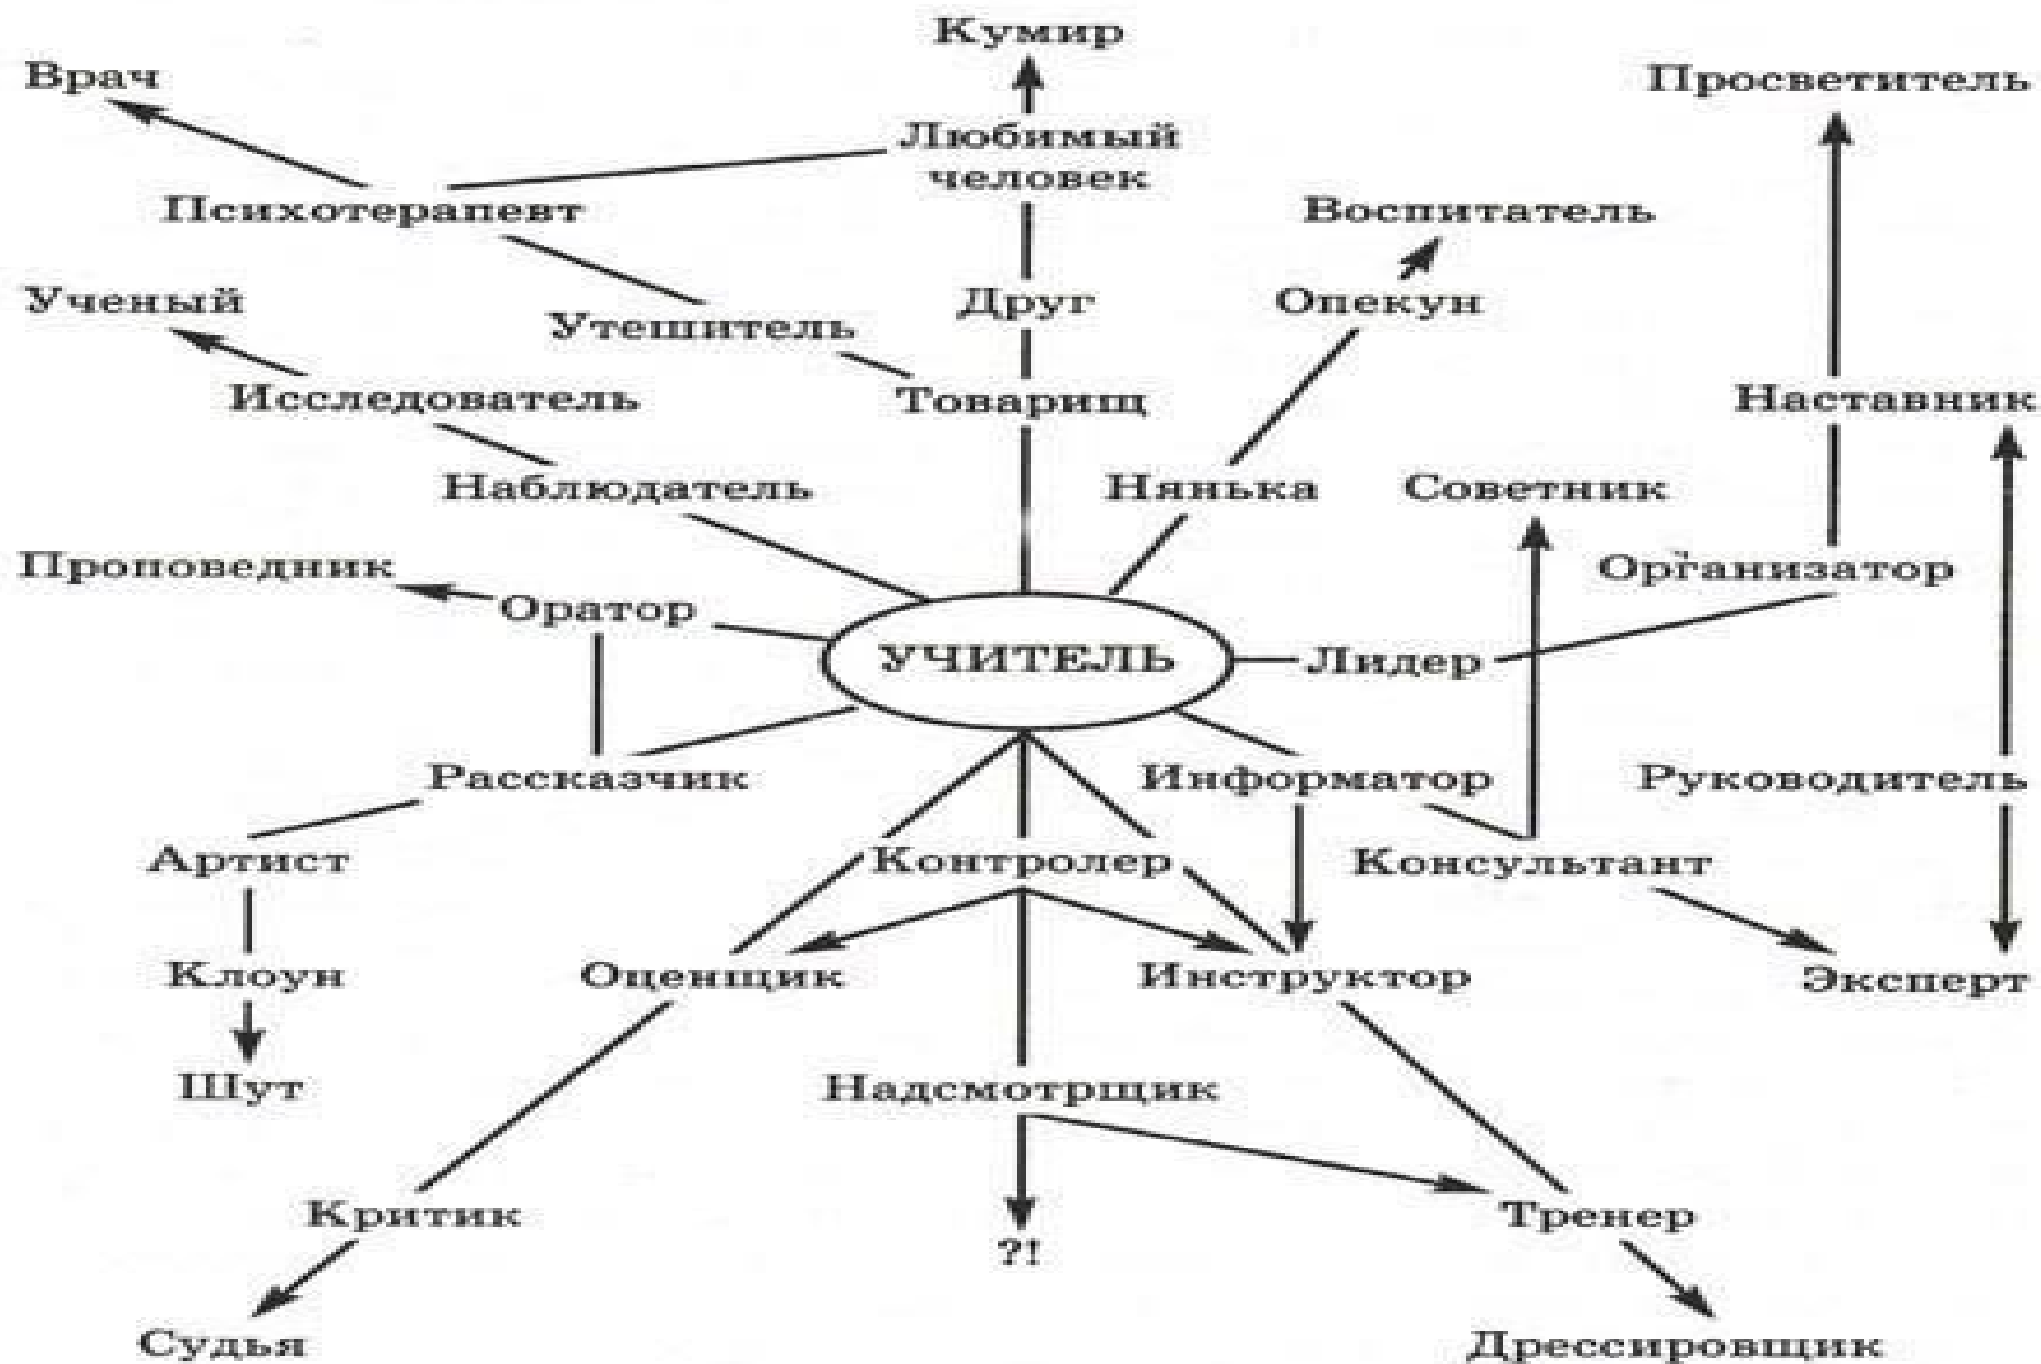 Кумир
Врач
Просветитель
Любимый
человек
Психотерапевт
Воспитатель
Ученый
Друг
Опекун
Утешитель
Исследователь
Товарищ
Наставник
Наблюдатель
Нянька
Советник
Проповедник
Организатор
Оратор
УЧИТЕЛЬ
Лидер
Рассказчик
Информатор
Руководитель
Артист
Контролер
Консультант
Клоун
Оценщик
Инструктор
Эксперт
Шут
Надсмотрщик
Критик
Тренер
?!
Судья
Дрессировщик